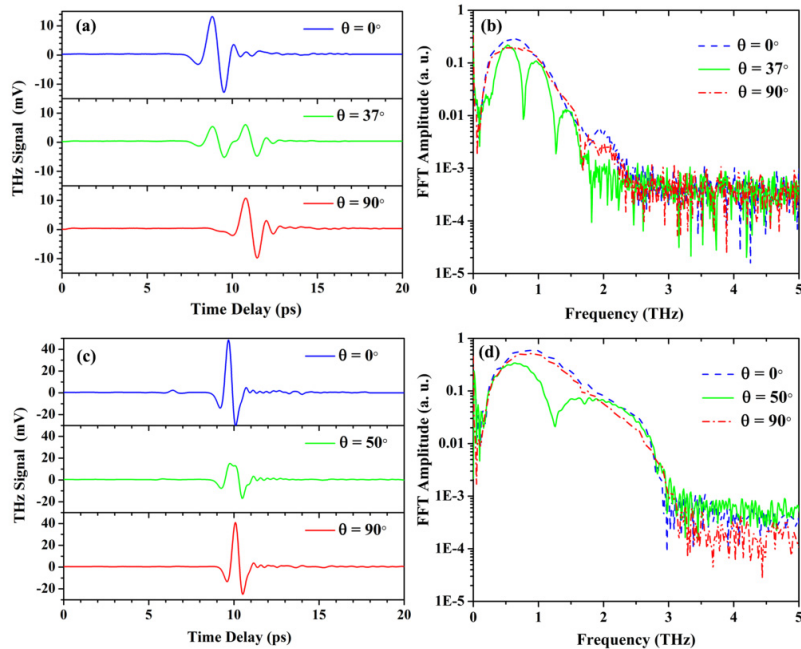 (a)
10
0
-10
θ = 0°
10
0
-10
θ = 37°
10
0
-10
θ = 90°
THz Signal (mV)
0 5 10 15 20
Time Delay (ps)
(b)
1
0.1
0.01
1E-3
1E-4
1E-5
θ = 0°
θ = 37°
θ = 90°
FFT Amplitude (a. u.)
0 1 2 3 4 5
Frequency (THz)
(c)
40
20
0
-20
θ = 0°
40
20
0
-20
θ = 50°
40
20
0
-20
θ = 90°
THz Signal (mV)
0 5 10 15 20
Time Delay (ps)
(d)
1
0.1
0.01
1E-3
1E-4
1E-5
θ = 0°
θ = 50°
θ = 90°
FFT Amplitude (a. u.)
0 1 2 3 4 5
Frequency (THz)